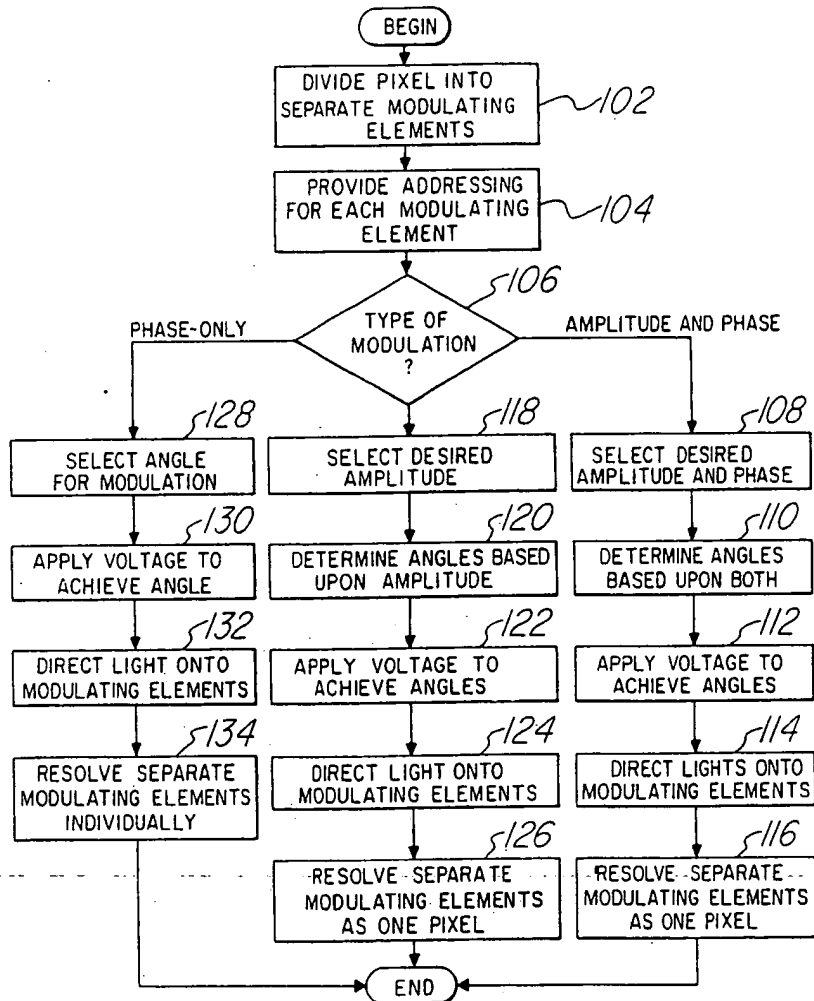 BEGIN
DIVIDE PIXEL INTO
SEPARATE MODULATING
ELEMENTS
102
PROVIDE ADDRESSING
FOR EACH MODULATING
ELEMENT
104
106
TYPE OF
MODULATION
?
PHASE-ONLY
AMPLITUDE AND PHASE
128
SELECT ANGLE
FOR MODULATION
130
APPLY VOLTAGE TO
ACHIEVE ANGLE
132
DIRECT LIGHT ONTO
MODULATING ELEMENTS
134
RESOLVE SEPARATE
MODULATING ELEMENTS
INDIVIDUALLY
118
SELECT DESIRED
AMPLITUDE
120
DETERMINE ANGLES BASED
UPON AMPLITUDE
122
APPLY VOLTAGE TO
ACHIEVE ANGLES
124
DIRECT LIGHT ONTO
MODULATING ELEMENTS
126
RESOLVE SEPARATE
MODULATING ELEMENTS
AS ONE PIXEL
108
SELECT DESIRED
AMPLITUDE AND PHASE
110
DETERMINE ANGLES
BASED UPON BOTH
112
APPLY VOLTAGE TO
ACHIEVE ANGLES
114
DIRECT LIGHTS ONTO
MODULATING ELEMENTS
116
RESOLVE SEPARATE
MODULATING ELEMENTS
AS ONE PIXEL
END